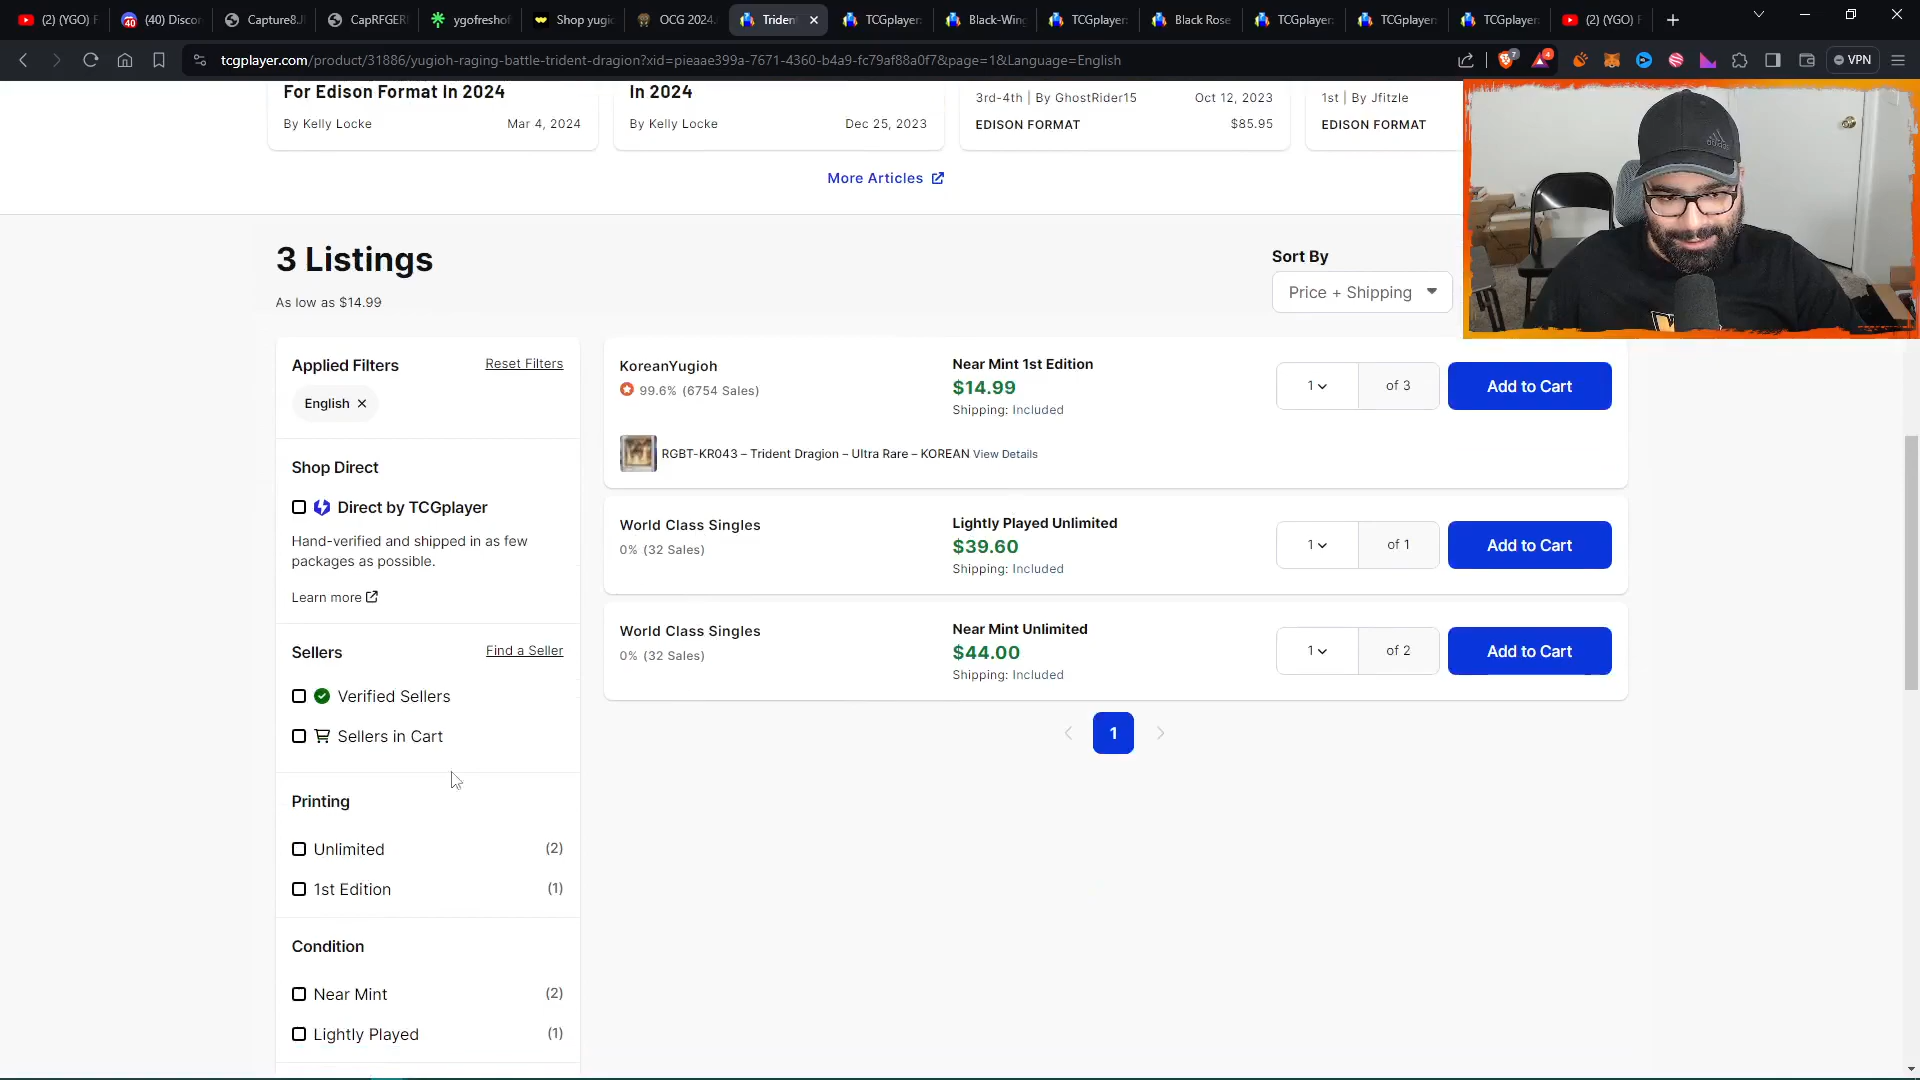 (2) (YGO) F
40
(40) Discor
Capture8.J
CapRFGERI
ygofreshof
Shop yugic
OCG 2024.
Trident
TCGplayer:
Black-Wing
TCGplayer:
Black Rose
TCGplayer:
TCGplayer:
TCGplayer:
(2) (YGO) F
tcgplayer.com/product/31886/yugioh-raging-battle-trident-dragion?xid=pieaae399a-7671-4360-b4a9-fc79af88a0f7&page=1&Language=English
7
4
VPN
For Edison Format In 2024
By Kelly Locke
Mar 4, 2024
In 2024
By Kelly Locke
Dec 25, 2023
3rd-4th | By GhostRider15
Oct 12, 2023
EDISON FORMAT
$85.95
1st | By Jfitzle
EDISON FORMAT
More Articles
3 Listings
As low as $14.99
Sort By
Price + Shipping
Applied Filters
Reset Filters
English
Shop Direct
Direct by TCGplayer
Hand-verified and shipped in as few
packages as possible.
Learn more
Sellers
Find a Seller
Verified Sellers
Sellers in Cart
Printing
Unlimited
(2)
1st Edition
(1)
Condition
Near Mint
(2)
Lightly Played
(1)
KoreanYugioh
99.6% (6754 Sales)
Near Mint 1st Edition
$14.99
Shipping: Included
1
of 3
Add to Cart
RGBT-KR043 – Trident Dragion – Ultra Rare – KOREAN View Details
World Class Singles
0% (32 Sales)
Lightly Played Unlimited
$39.60
Shipping: Included
1
of 1
Add to Cart
World Class Singles
0% (32 Sales)
Near Mint Unlimited
$44.00
Shipping: Included
1
of 2
Add to Cart
1